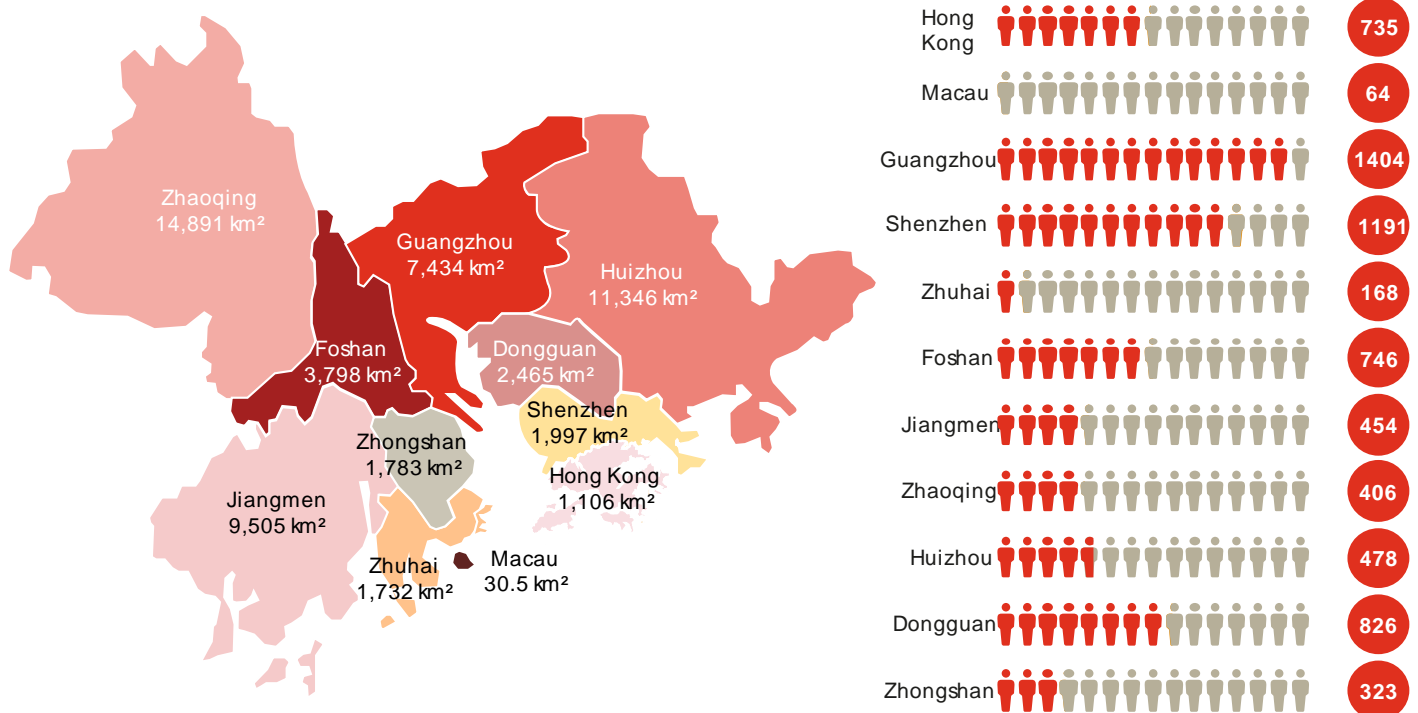 Zhaoqing
14,891 km²
Guangzhou
7,434 km²
Huizhou
11,346 km²
Foshan
3,798 km²
Dongguan
2,465 km²
Shenzhen
1,997 km²
Zhongshan
1,783 km²
Hong Kong
1,106 km²
Jiangmen
9,505 km²
Zhuhai
1,732 km²
Macau
30.5 km²
Hong
Kong
735
Macau
64
Guangzhou
1404
Shenzhen
1191
Zhuhai
168
Foshan
746
Jiangmen
454
Zhaoqing
406
Huizhou
478
Dongguan
826
Zhongshan
323